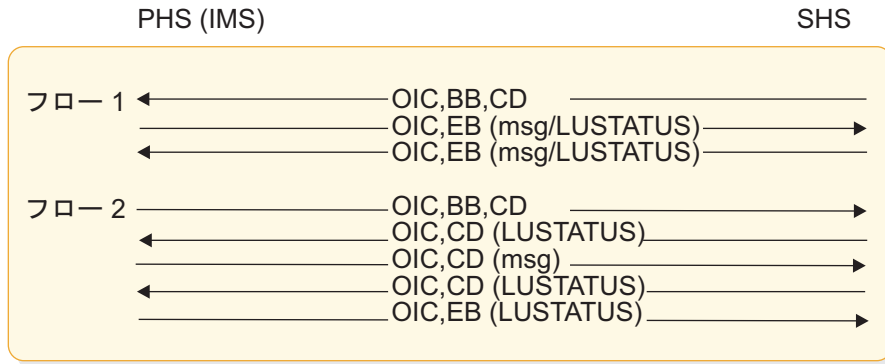 PHS (IMS) SHS
フロー 1 OIC,BB,CD
OIC,EB (msg/LUSTATUS)
OIC,EB (msg/LUSTATUS)
フロー 2 OIC,BB,CD
OIC,CD (LUSTATUS)
OIC,CD (msg)
OIC,CD (LUSTATUS)
OIC,EB (LUSTATUS)